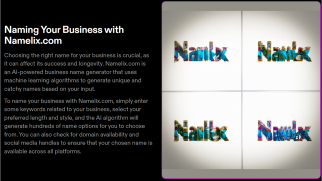 Naming Your Business with
Namelix.com
Choosing the right name for your business is crucial, as
it can affect its success and longevity. Namelix.com is
an AI-powered business name generator that uses
machine learning algorithms to generate unique and
catchy names based on your input.
To name your business with Namelix.com, simply enter
some keywords related to your business, select your
preferred length and style, and the AI algorithm will
generate hundreds of name options for you to choose
from. You can also check for domain availability and
social media handles to ensure that your chosen name is
available across all platforms.